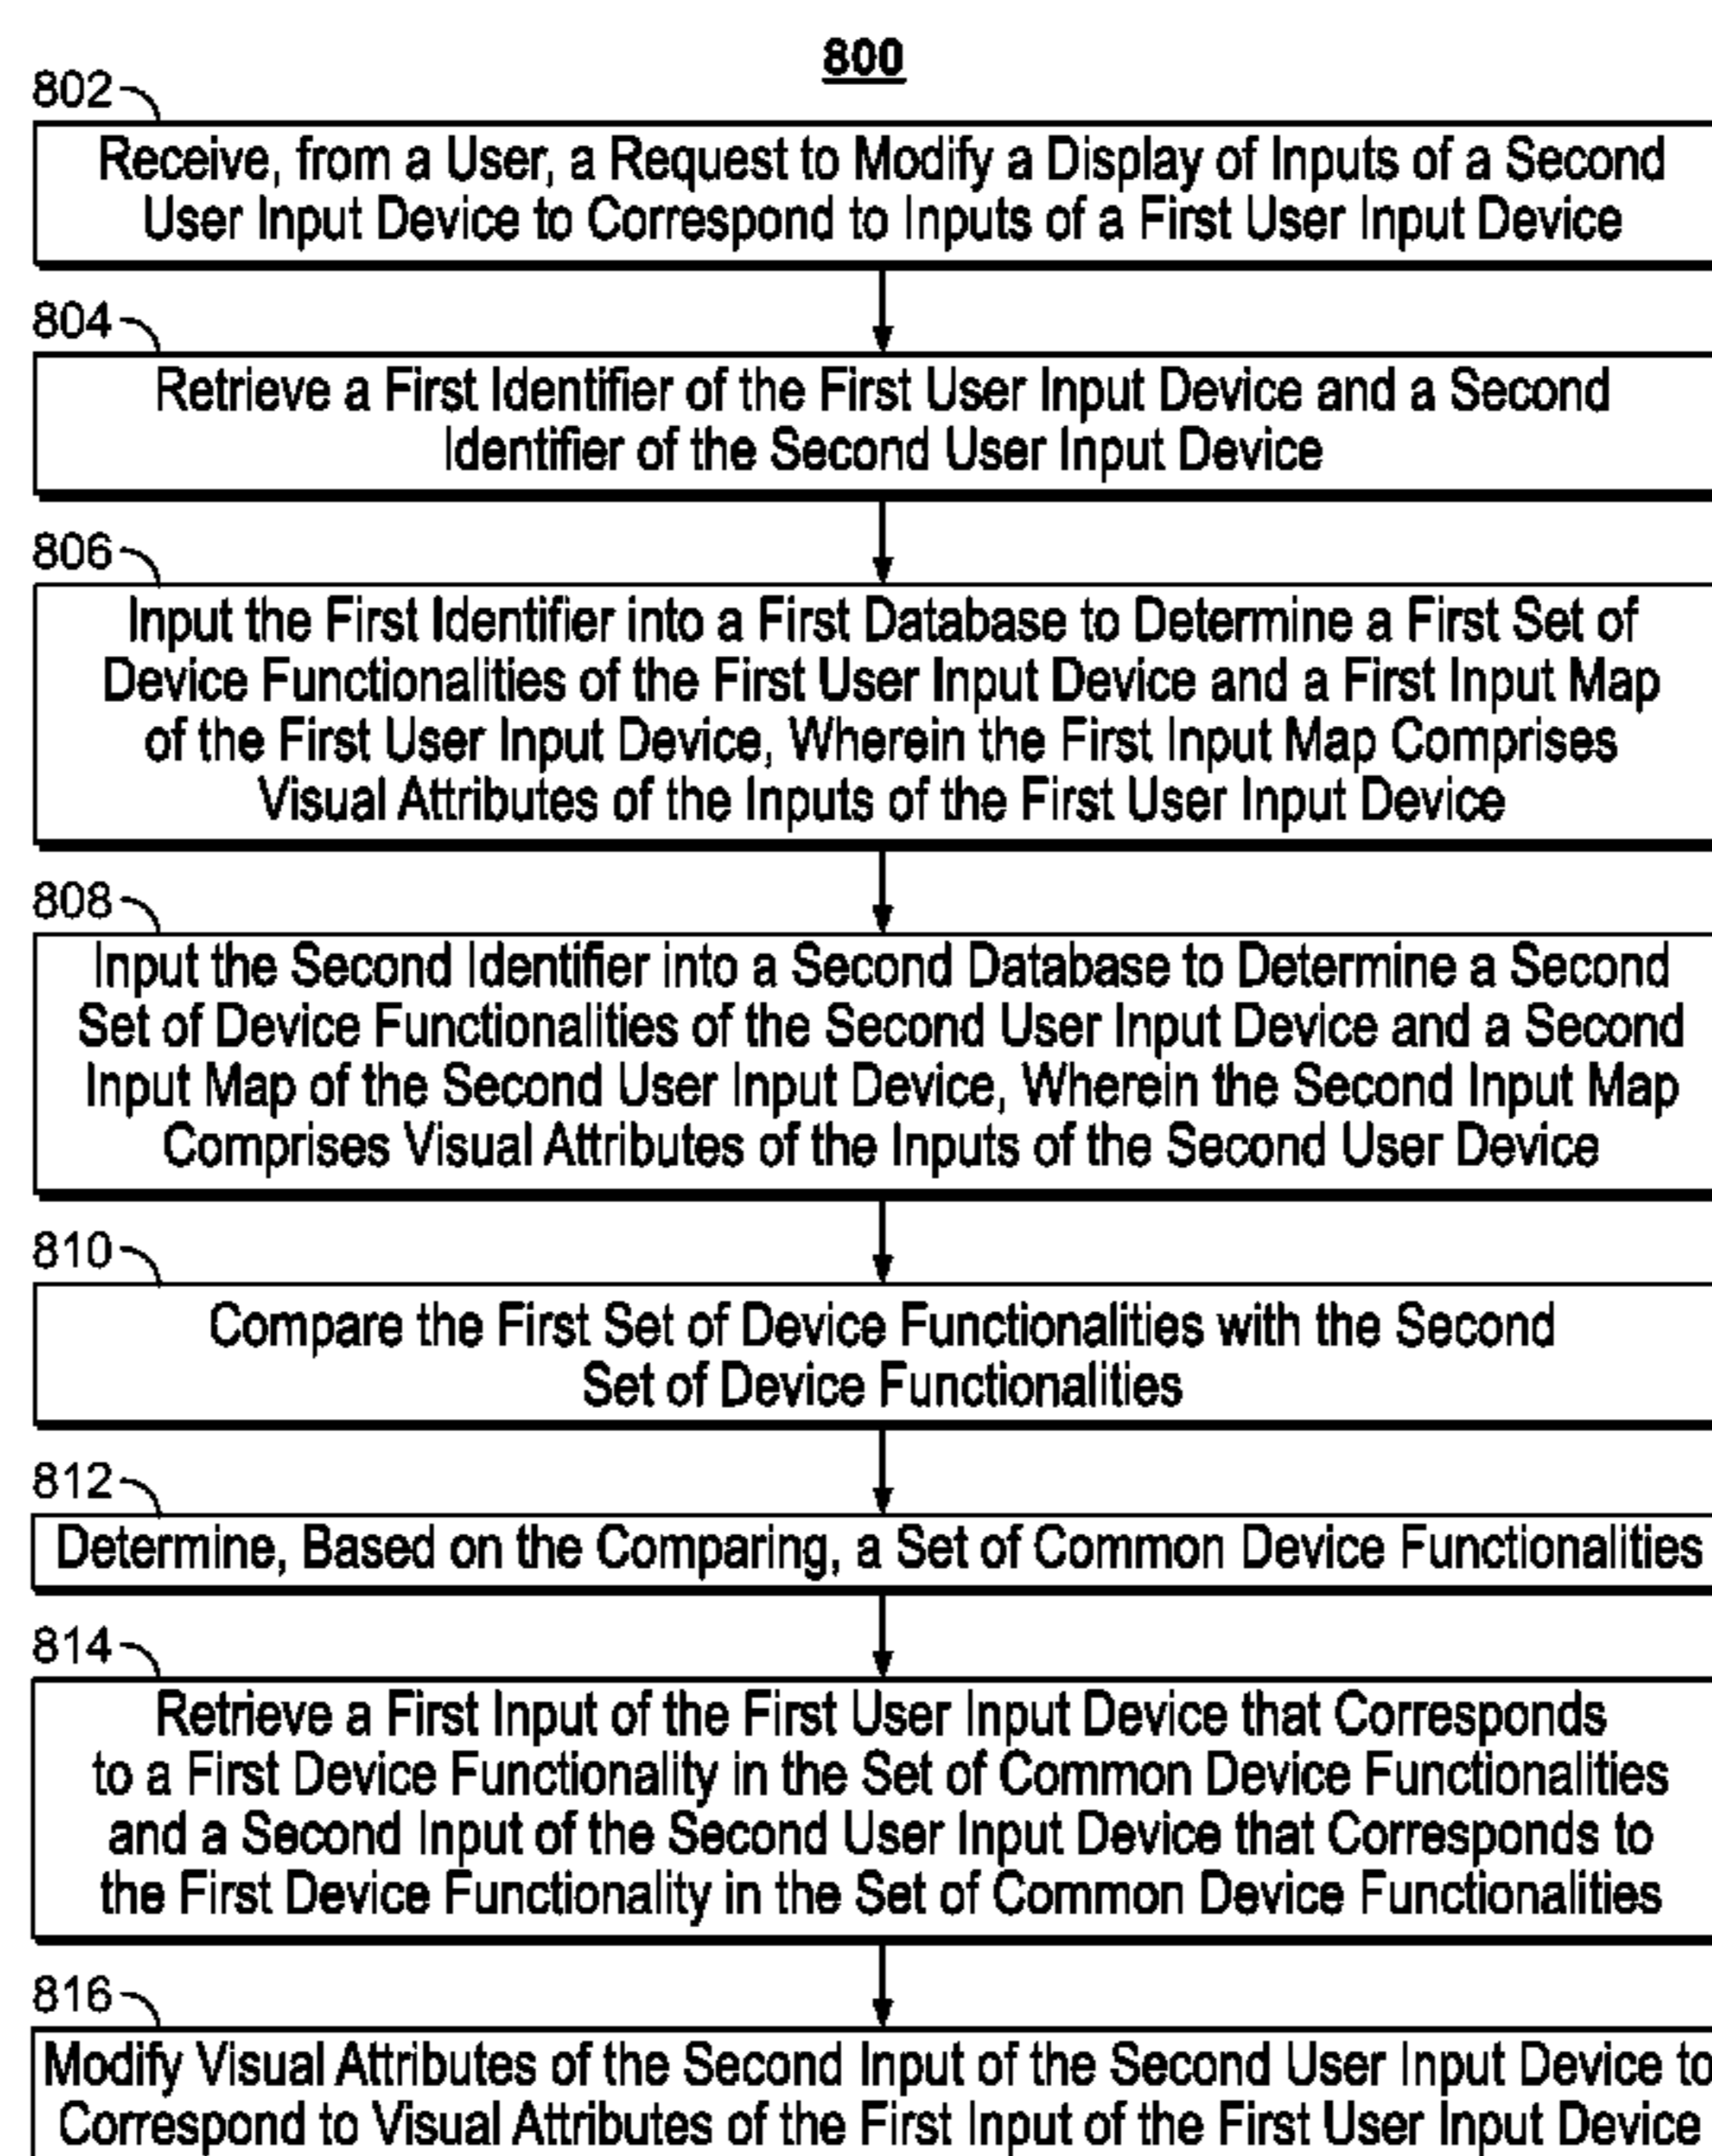 800
802
Receive, from a User, a Request to Modify a Display of Inputs of a Second
User Input Device to Correspond to Inputs of a First User Input Device
804
Retrieve a First Identifier of the First User Input Device and a Second
Identifier of the Second User Input Device
806
Input the First Identifier into a First Database to Determine a First Set of
Device Functionalities of the First User Input Device and a First Input Map
of the First User Input Device, Wherein the First Input Map Comprises
Visual Attributes of the Inputs of the First User Input Device
808
Input the Second Identifier into a Second Database to Determine a Second
Set of Device Functionalities of the Second User Input Device and a Second
Input Map of the Second User Input Device, Wherein the Second Input Map
Comprises Visual Attributes of the Inputs of the Second User Device
810
Compare the First Set of Device Functionalities with the Second
Set of Device Functionalities
812
Determine, Based on the Comparing, a Set of Common Device Functionalities
814
Retrieve a First Input of the First User Input Device that Corresponds
to a First Device Functionality in the Set of Common Device Functionalities
and a Second Input of the Second User Input Device that Corresponds to
the First Device Functionality in the Set of Common Device Functionalities
816
Modify Visual Attributes of the Second Input of the Second User Input Device to
Correspond to Visual Attributes of the First Input of the First User Input Device